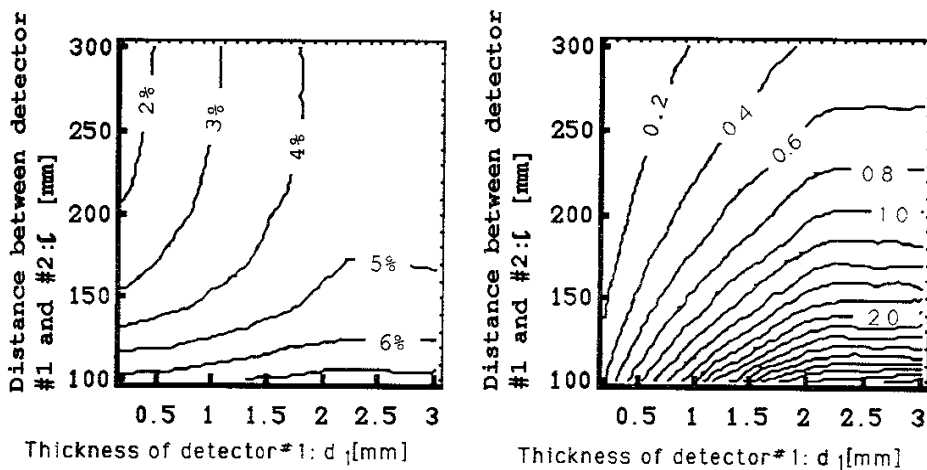 Distance between detector
#1 and #2:ℓ [mm]
300
250
200
150
100
2%
3%
4%
5%
6%
0.5 1 1.5 2 2.5 3
Thickness of detector#1: d 1[mm]
Distance between detector
#1 and #2:ℓ [mm]
300
250
200
150
100
0.2
0.4
0.6
0.8
1.0
2.0
0.5 1 1.5 2 2.5 3
Thickness of detector#1: d 1[mm]